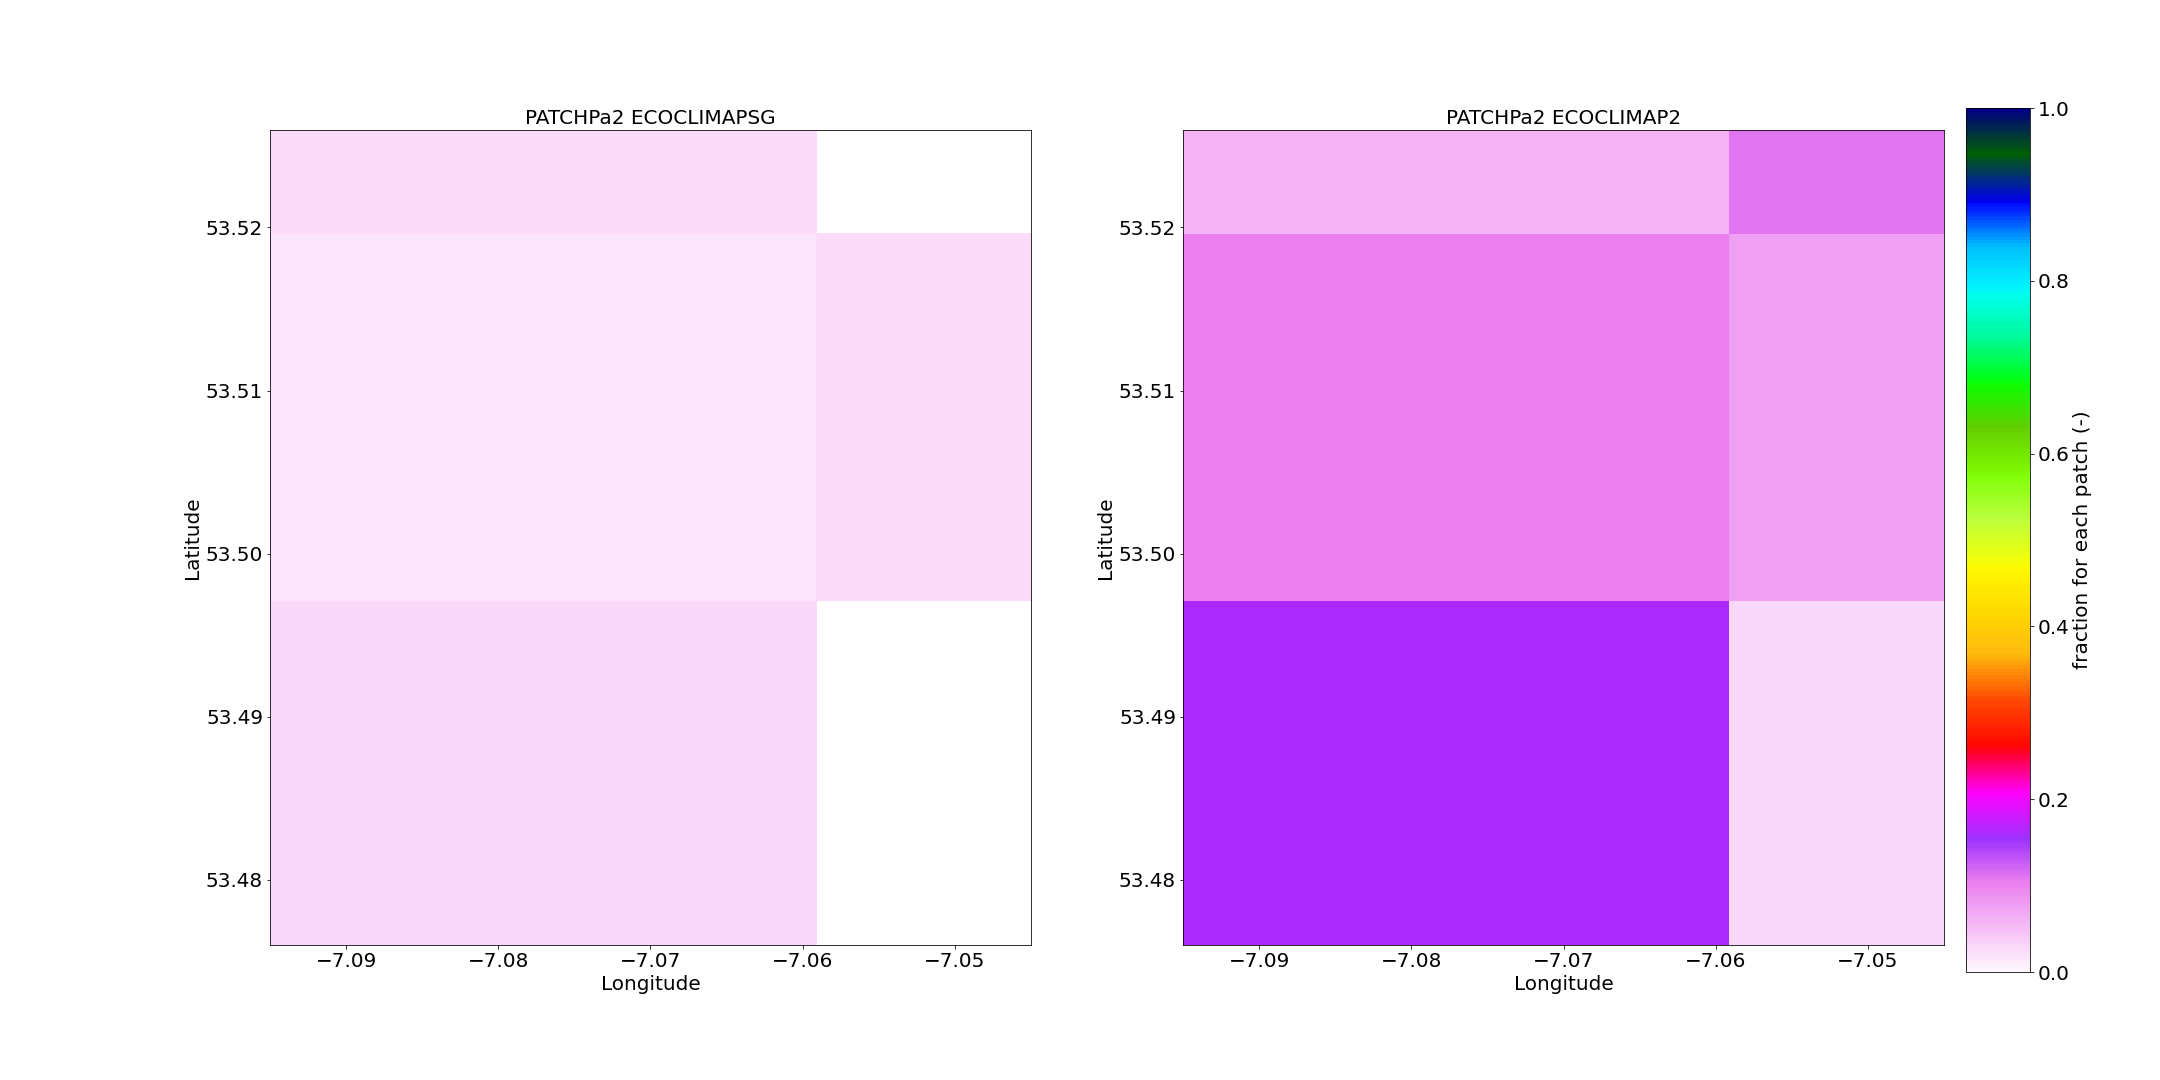 PATCHPa2 ECOCLIMAPSG
53.52
53.51
53.50
53.49
53.48
Latitude
−7.09 −7.08 −7.07 −7.06 −7.05
Longitude
PATCHPa2 ECOCLIMAP2
53.52
53.51
53.50
53.49
53.48
Latitude
−7.09 −7.08 −7.07 −7.06 −7.05
Longitude
1.0
0.8
0.6
0.4
0.2
0.0
fraction for each patch (-)